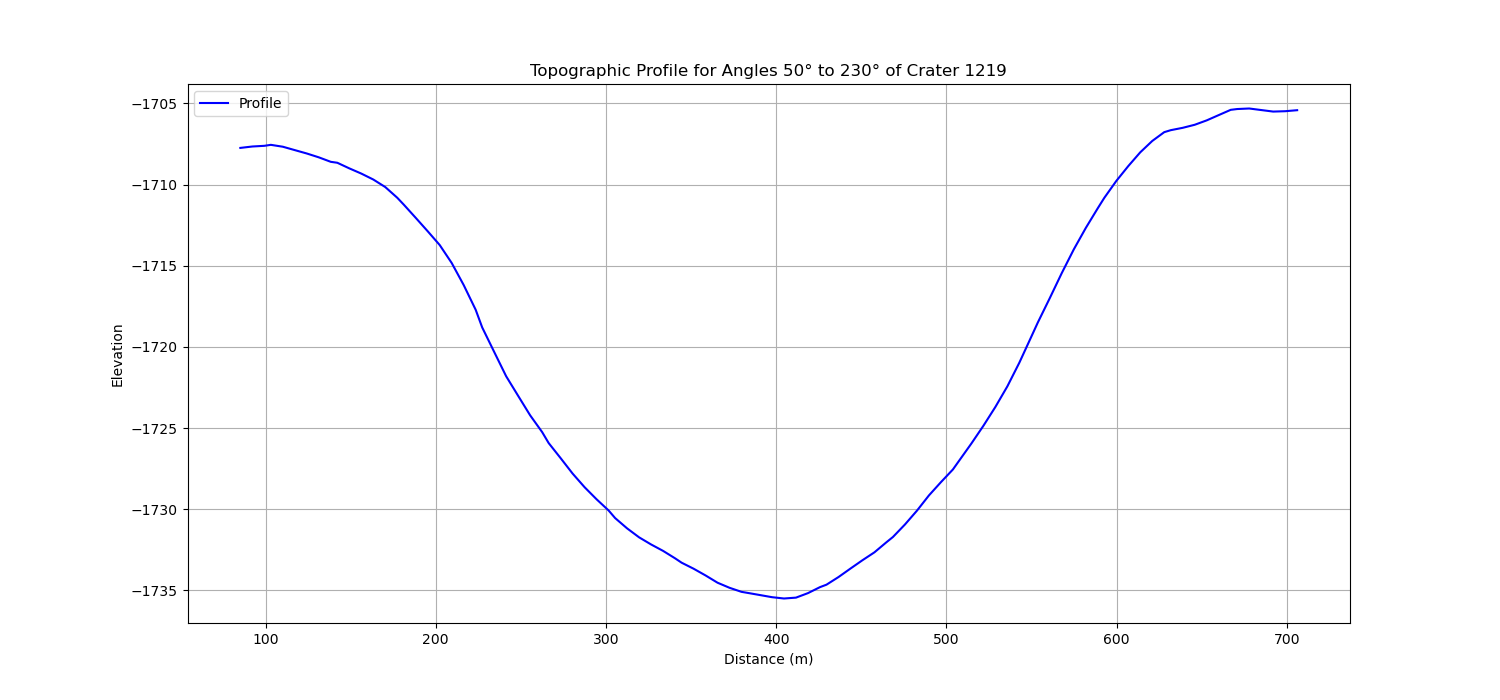 Topographic Profile for Angles 50° to 230° of Crater 1219
Profile
−1705
−1710
−1715
−1720
−1725
−1730
−1735
Elevation
100 200 300 400 500 600 700
Distance (m)